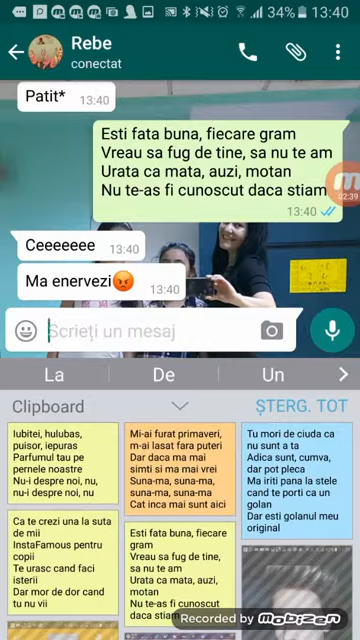 34% 13:40
Rebe
conectat
Patit*
13:40
Esti fata buna, fiecare gram
Vreau sa fug de tine, sa nu te am
Urata ca mata, auzi, motan
Nu te-as fi cunoscut daca stiam
13:40
02:39
Ceeeeeee 13:40
Ma enervezi😡 13:40
Scrieți un mesaj
La De Un
Clipboard ȘTERG. TOT
Iubitei, hulubas,
puisor, iepuras
Parfumul tau pe
pernele noastre
Nu-i despre noi, nu,
nu-i despre noi, nu
Mi-ai furat primaveri,
m-ai lasat fara puteri
Dar daca ma mai
simti si ma mai vrei
Suna-ma, suna-ma,
suna-ma, suna-ma
Cat inca mai sunt aici
Tu mori de ciuda ca
nu sunt a ta
Adica sunt, cumva,
dar pot pleca
Ma iriti pana la stele
cand te porti ca un
golan
Dar esti golanul meu
original
Ca te crezi una la suta
de mii
InstaFamous pentru
copii
Te urasc cand faci
isterii
Dar mor de dor cand
tu nu vii
Esti fata buna, fiecare
gram
Vreau sa fug de tine,
sa nu te am
Urata ca mata, auzi,
motan
Nu te-as fi cunoscut
daca stiam
Recorded by mobizen